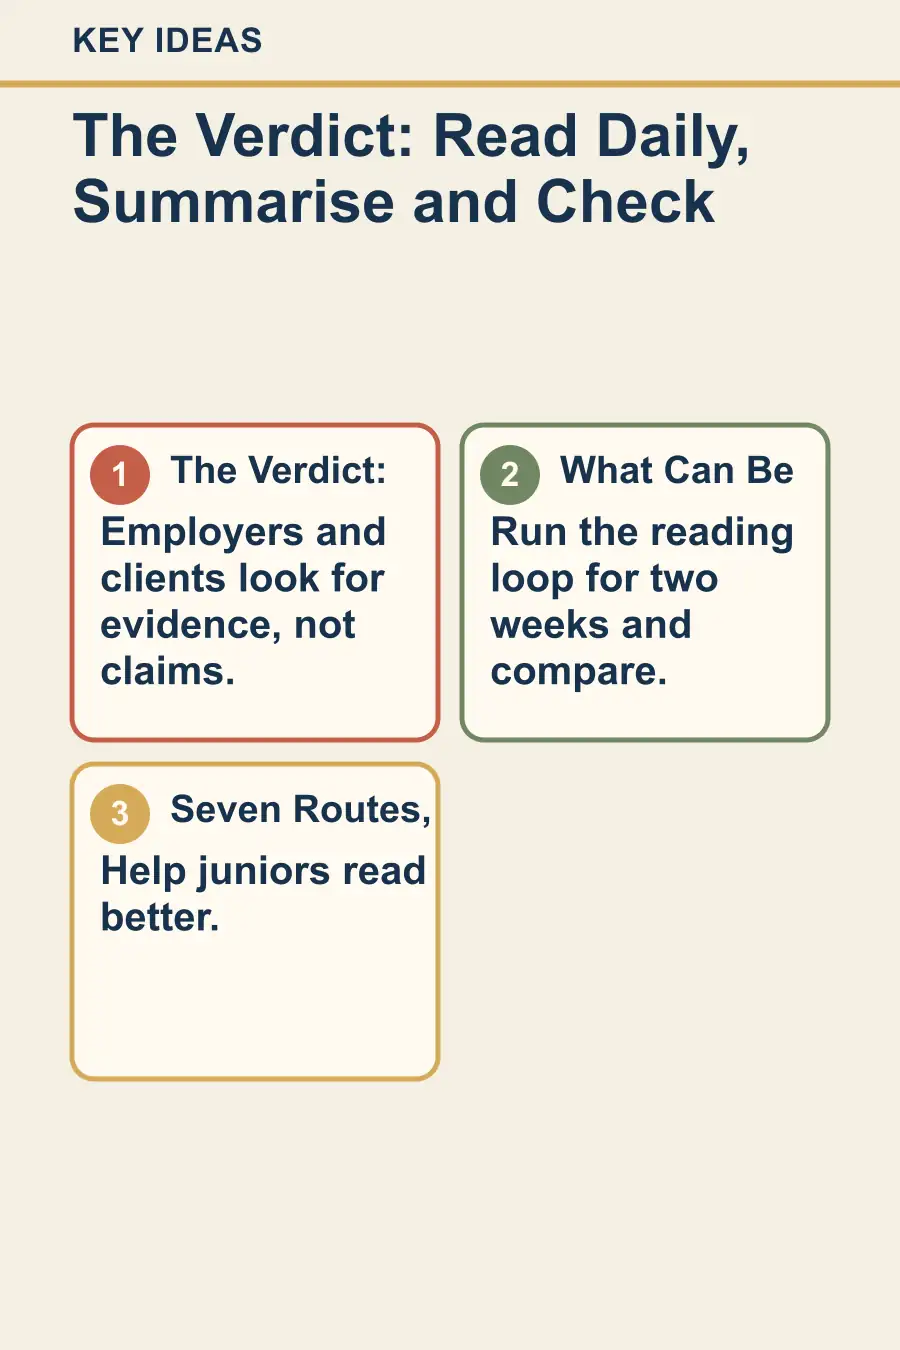 KEY IDEAS
The Verdict: Read Daily,
Summarise and Check
1 The Verdict:
Employers and
clients look for
evidence, not
claims.
2 What Can Be
Run the reading
loop for two
weeks and
compare.
3 Seven Routes,
Help juniors read
better.